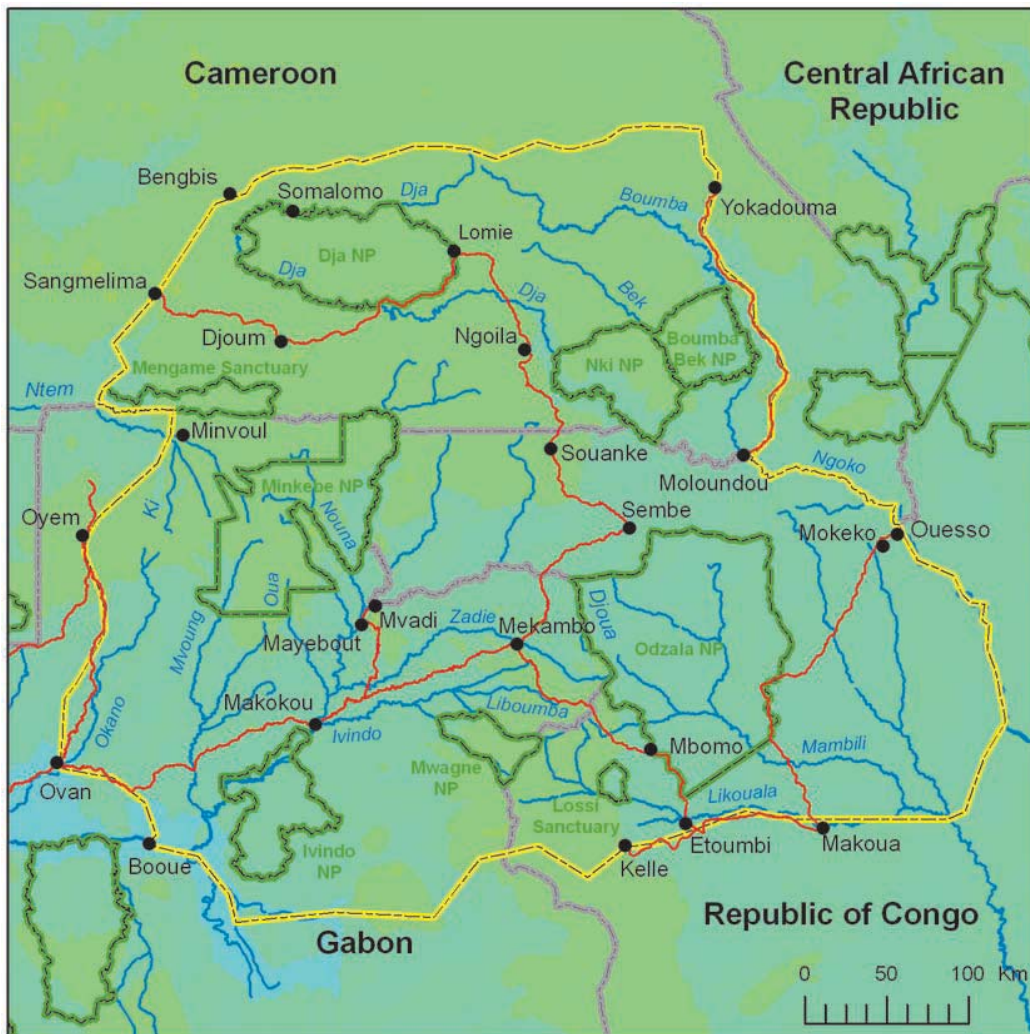 Cameroon
Central African
Republic
Bengbis
Somalomo
Dja
Boumba
Yokadouma
Lomie
Dja NP
Sangmelima
Dja
Dja
Bek
Djoum
Ngoila
Boumba
Bek NP
Nki NP
Mengame Sanctuary
Ntem
Minvoul
Souanke
Moloundou
Ngoko
Minkebe NP
Ki
Nouna
Oyem
Sembe
Mokeko
Ouesso
Oua
Mvoung
Mvadi
Djoua
Mayebout
Zadie
Mekambo
Odzala NP
Makokou
Okano
Ivindo
Liboumba
Mbomo
Mambili
Ovan
Mwagne
NP
Likouala
Lossi
Sanctuary
Booue
Ivindo
NP
Kelle
Etoumbi
Makoua
Gabon
Republic of Congo
0 50 100 Km